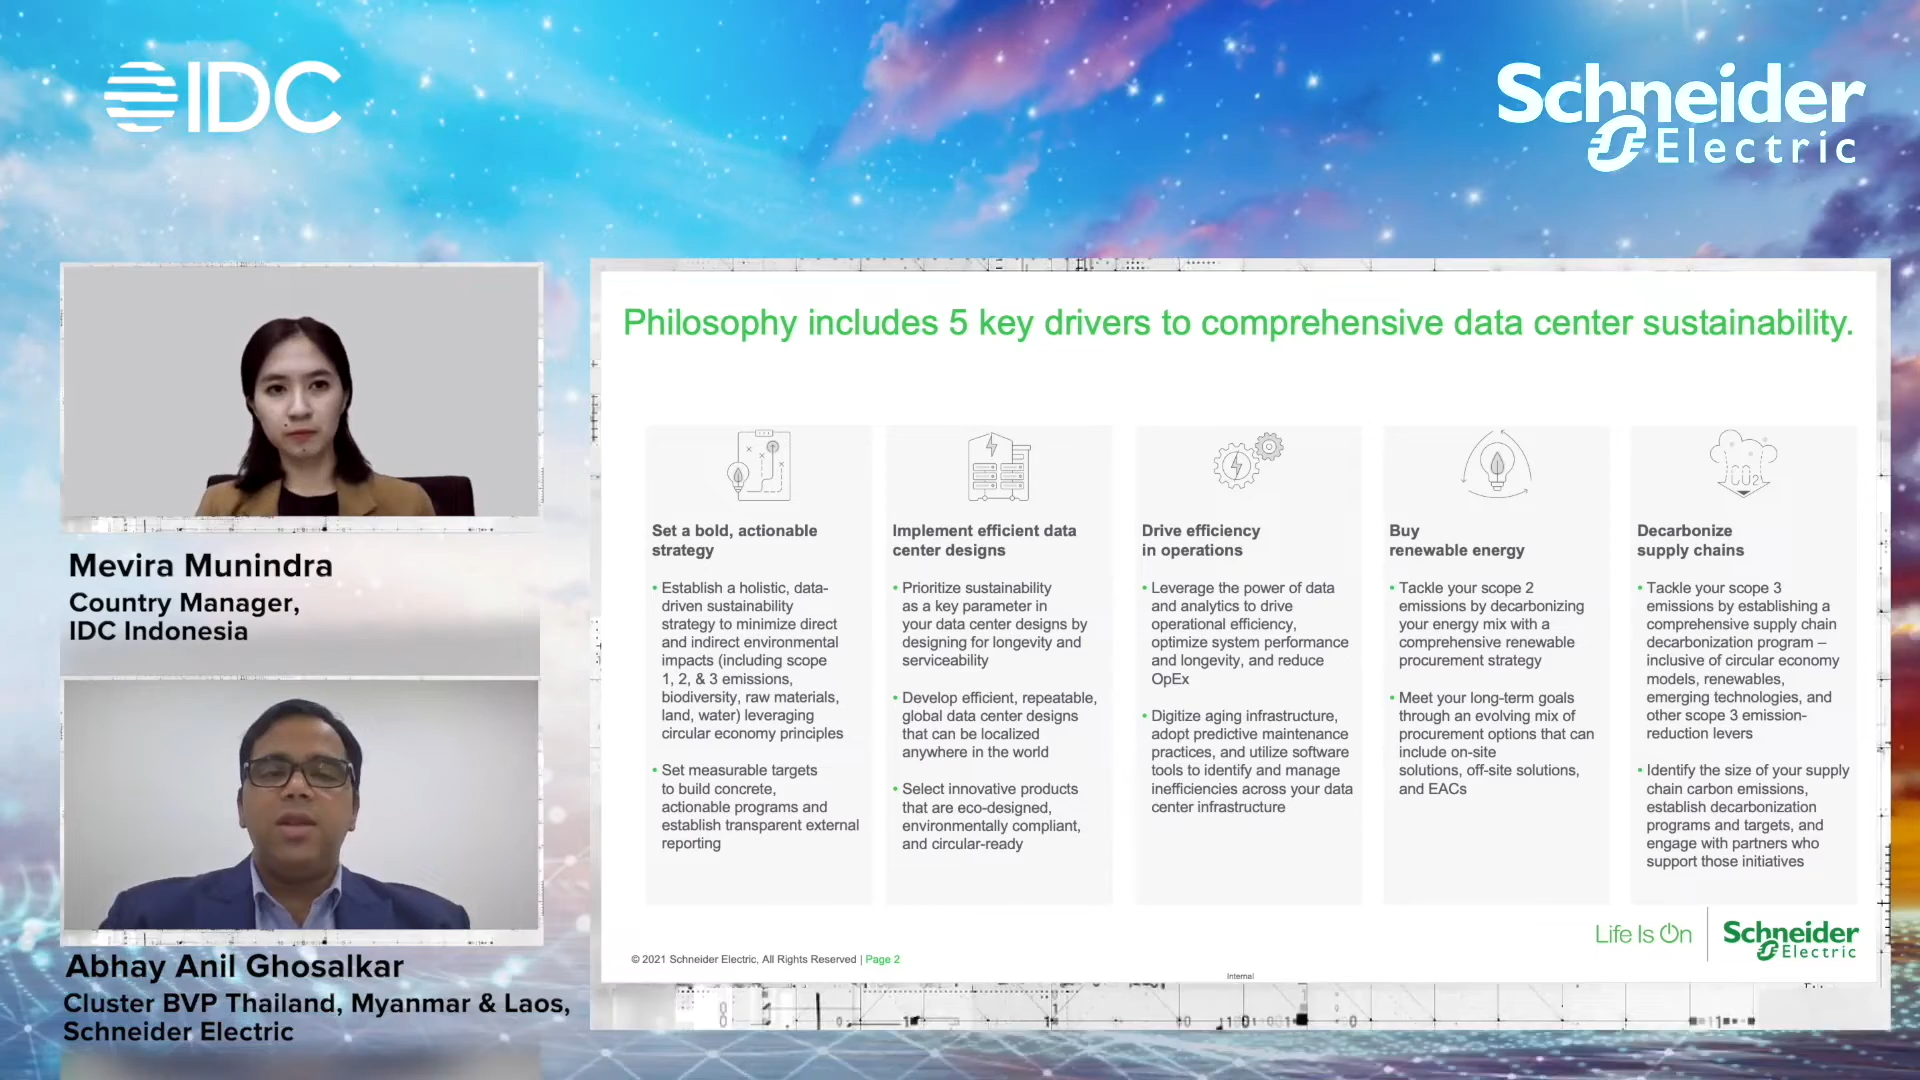 IDC
Schneider
Electric
Mevira Munindra
Country Manager,
IDC Indonesia
Abhay Anil Ghosalkar
Cluster BVP Thailand, Myanmar & Laos,
Schneider Electric
Philosophy includes 5 key drivers to comprehensive data center sustainability.
Set a bold, actionable
strategy
• Establish a holistic, data-
driven sustainability
strategy to minimize direct
and indirect environmental
impacts (including scope
1, 2, & 3 emissions,
biodiversity, raw materials,
land, water) leveraging
circular economy principles
• Set measurable targets
to build concrete,
actionable programs and
establish transparent external
reporting
Implement efficient data
center designs
• Prioritize sustainability
as a key parameter in
your data center designs by
designing for longevity and
serviceability
• Develop efficient, repeatable,
global data center designs
that can be localized
anywhere in the world
• Select innovative products
that are eco-designed,
environmentally compliant,
and circular-ready
Drive efficiency
in operations
• Leverage the power of data
and analytics to drive
operational efficiency,
optimize system performance
and longevity, and reduce
OpEx
• Digitize aging infrastructure,
adopt predictive maintenance
practices, and utilize software
tools to identify and manage
inefficiencies across your data
center infrastructure
Buy
renewable energy
• Tackle your scope 2
emissions by decarbonizing
your energy mix with a
comprehensive renewable
procurement strategy
• Meet your long-term goals
through an evolving mix of
procurement options that can
include on-site
solutions, off-site solutions,
and EACs
CO2
Decarbonize
supply chains
• Tackle your scope 3
emissions by establishing a
comprehensive supply chain
decarbonization program –
inclusive of circular economy
models, renewables,
emerging technologies, and
other scope 3 emission-
reduction levers
• Identify the size of your supply
chain carbon emissions,
establish decarbonization
programs and targets, and
engage with partners who
support those initiatives
Life Is On
Schneider
Electric
© 2021 Schneider Electric, All Rights Reserved | Page 2
Internal